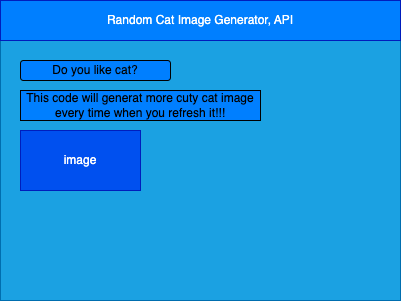 Random Cat Image Generator, API
Do you like cat?
This code will generat more cuty cat image
every time when you refresh it!!!
image